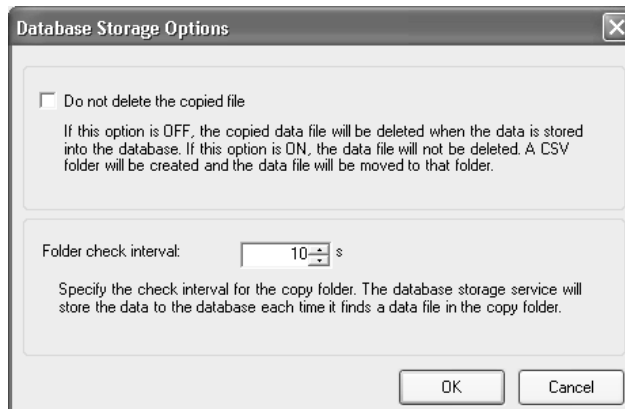 Database Storage Options
Do not delete the copied file
If this option is OFF, the copied data file will be deleted when the data is stored
into the database. If this option is ON, the data file will not be deleted. A CSV
folder will be created and the data file will be moved to that folder.
Folder check interval: 10 s
Specify the check interval for the copy folder. The database storage service will
store the data to the database each time it finds a data file in the copy folder.
OK Cancel